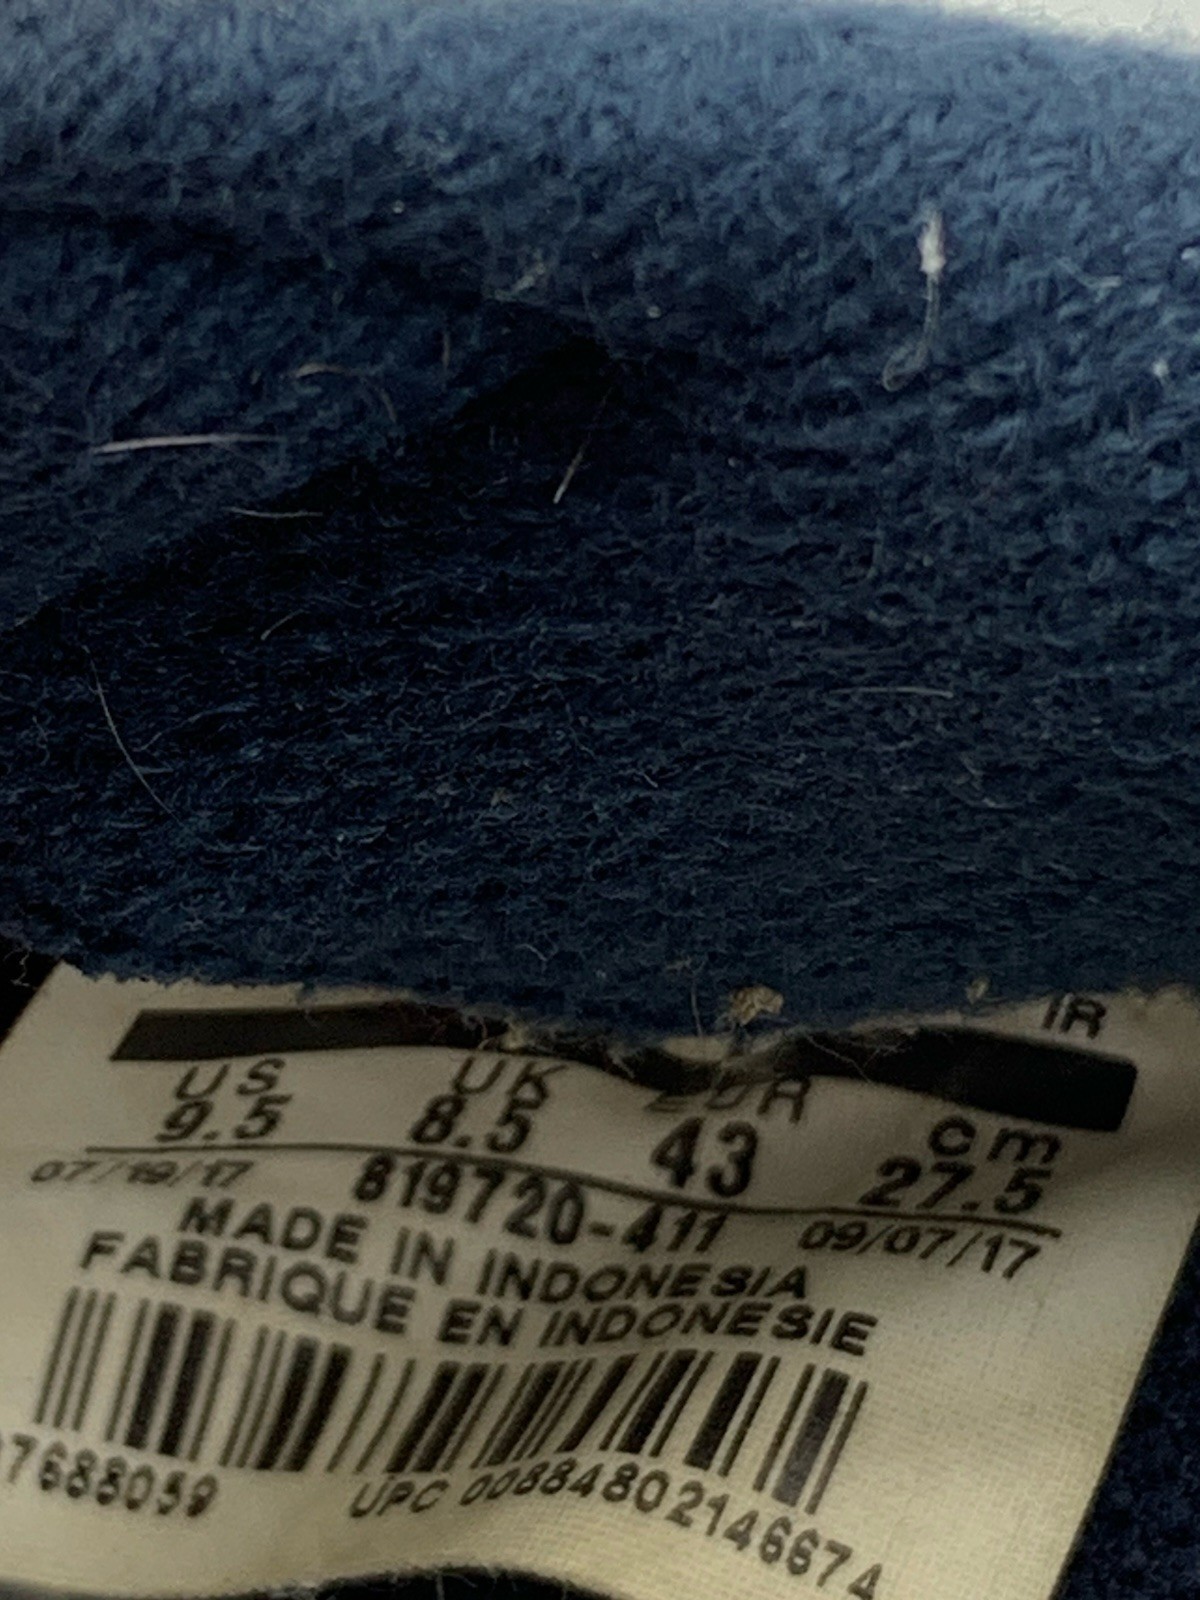 IR
US UK EUR cm
9.5 8.5 43 27.5
07/19/17 819720-411 09/07/17
MADE IN INDONESIA
FABRIQUE EN INDONESIE
7688059 UPC 00884802146674